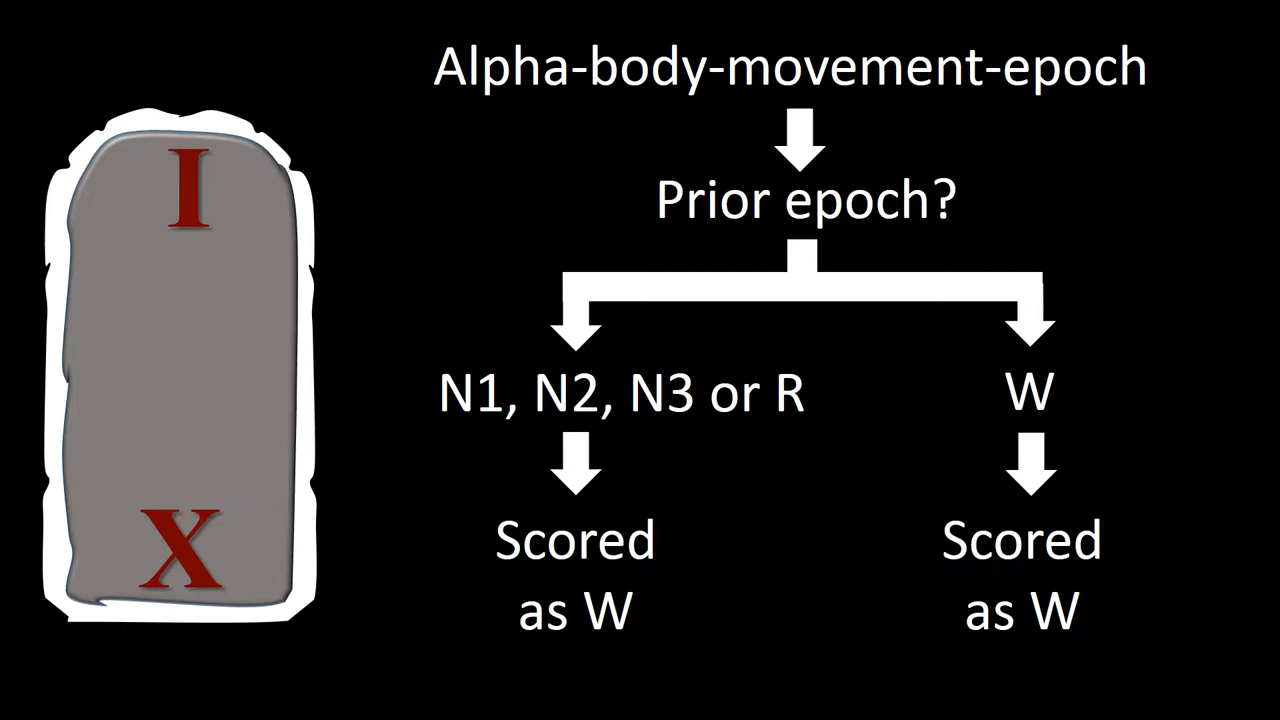 I
X
Alpha-body-movement-epoch
Prior epoch?
N1, N2, N3 or R
W
Scored
as W
Scored
as W